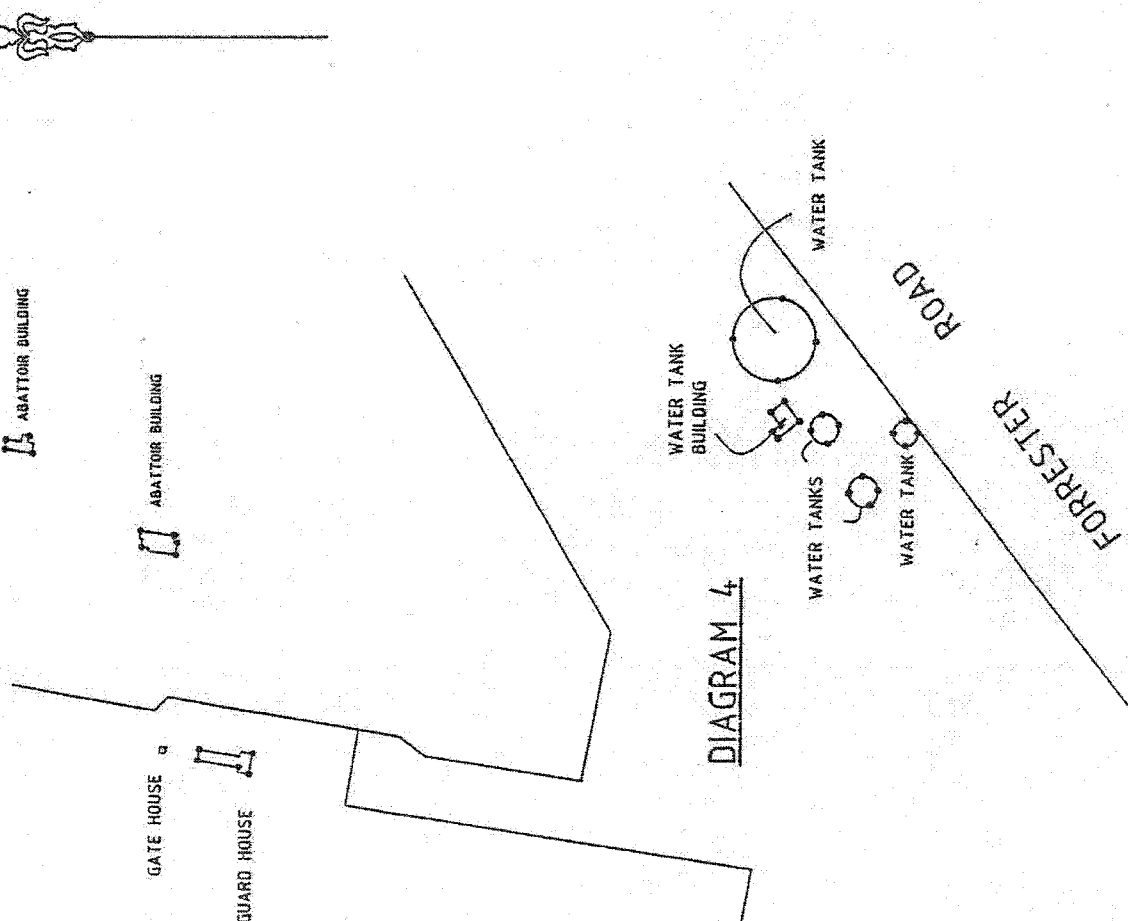 ABATTOIR BUILDING
ABATTOIR BUILDING
GATE HOUSE
GUARD HOUSE
WATER TANK
BUILDING
DIAGRAM 4
WATER TANK
WATER TANKS
WATER TANK
FORRESTER ROAD